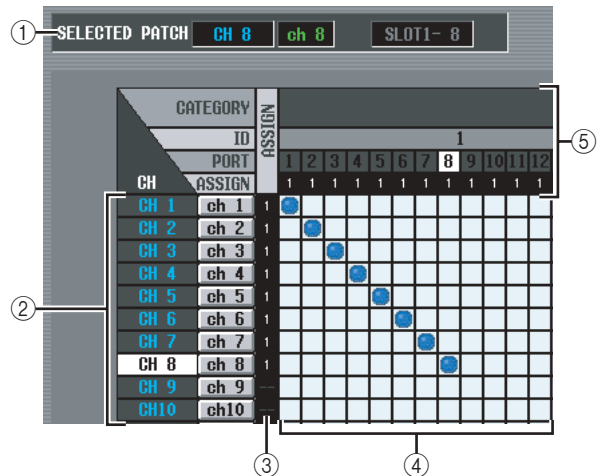 ① SELECTED PATCH CH 8 ch 8 SLOT1- 8
CATEGORY
ID 1
PORT 1 2 3 4 5 6 7 8 9 10 11 12
CH ASSIGN ASSIGN 1 1 1 1 1 1 1 1 1 1 1 1
CH 1 ch 1 1
CH 2 ch 2 1
CH 3 ch 3 1
CH 4 ch 4 1
CH 5 ch 5 1
CH 6 ch 6 1
CH 7 ch 7 1
CH 8 ch 8 1
CH 9 ch 9 --
CH10 ch10 --
②
③
④
⑤